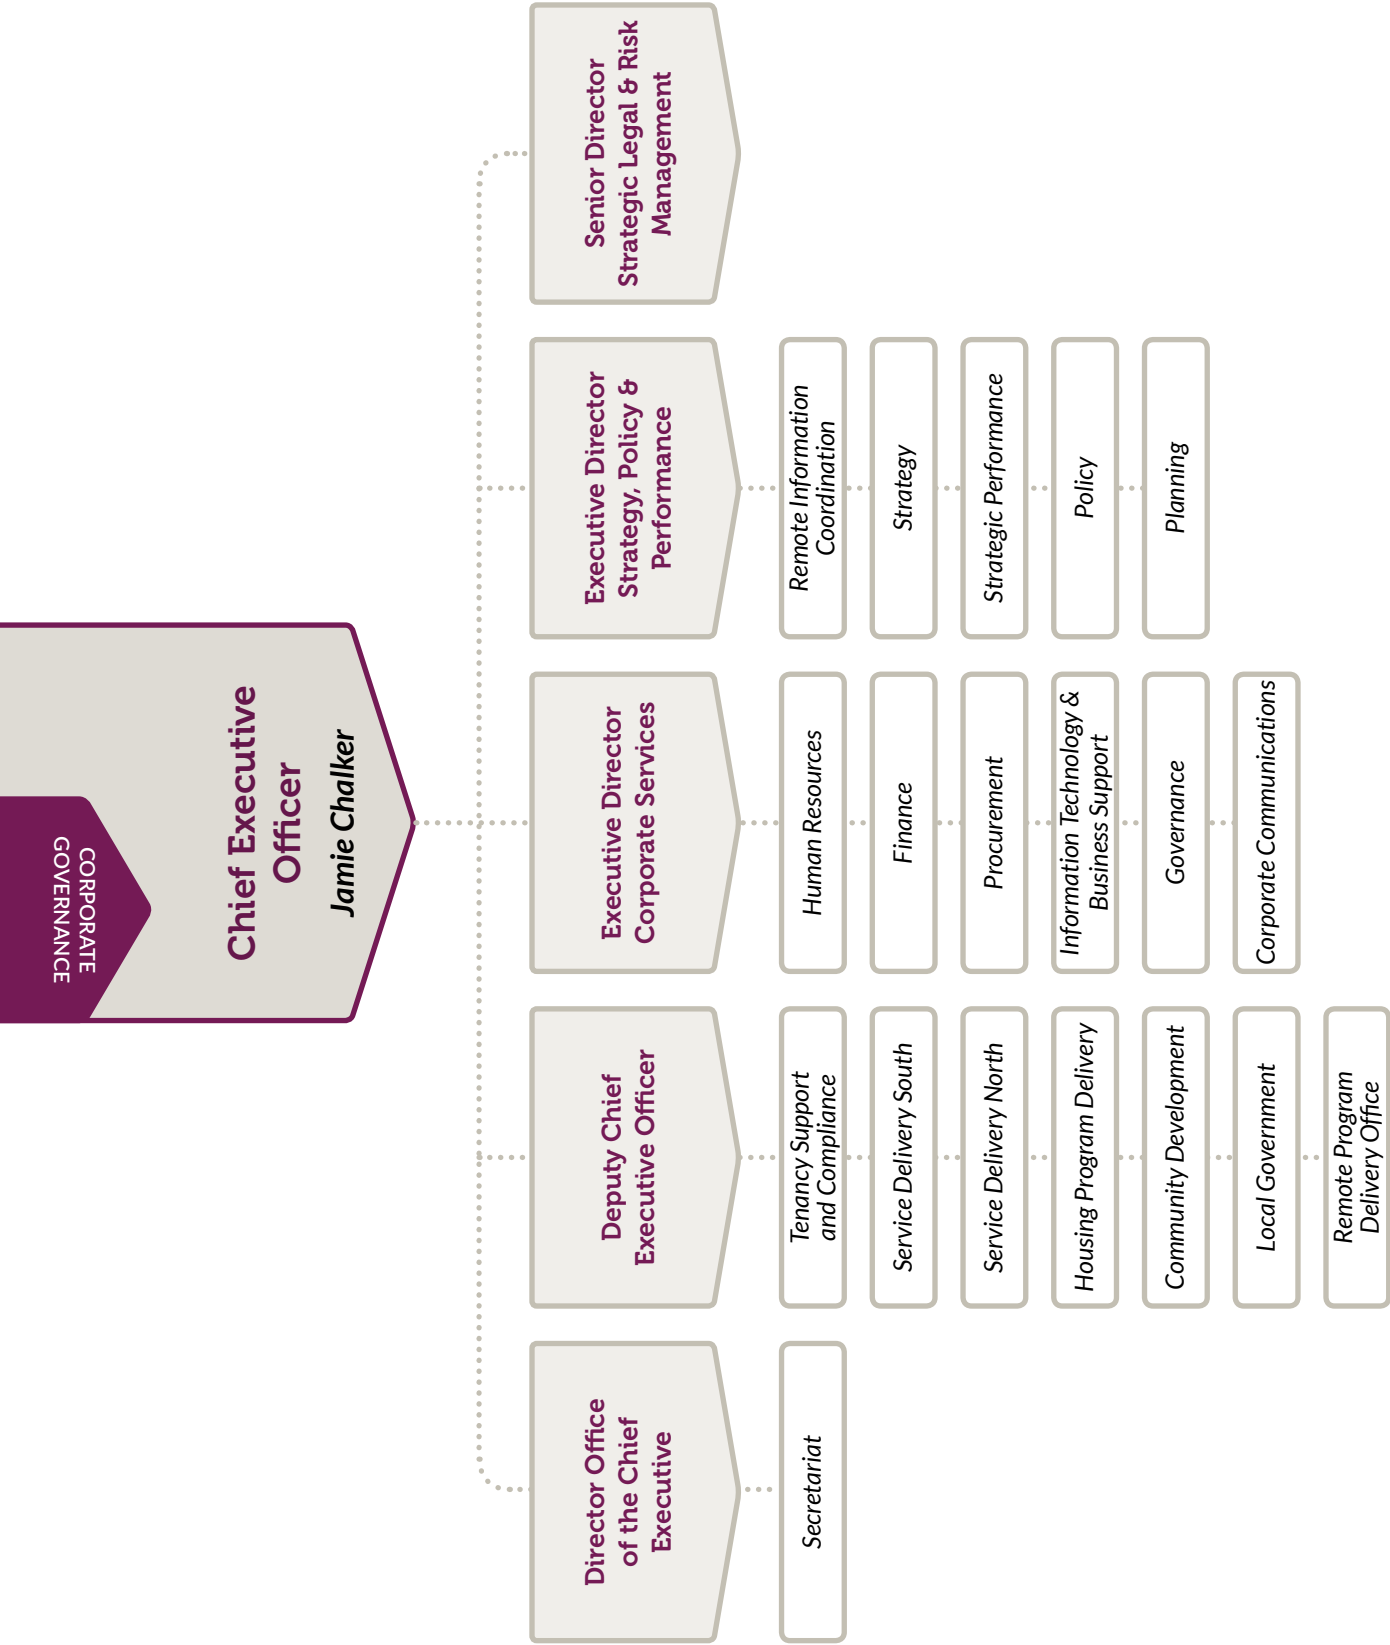 CORPORATE
GOVERNANCE
Chief Executive
Officer
Jamie Chalker
Director Office
of the Chief
Executive
Secretariat
Deputy Chief
Executive Officer
Tenancy Support
and Compliance
Service Delivery South
Service Delivery North
Housing Program Delivery
Community Development
Local Government
Remote Program
Delivery Office
Executive Director
Corporate Services
Human Resources
Finance
Procurement
Information Technology &
Business Support
Governance
Corporate Communications
Executive Director
Strategy, Policy &
Performance
Remote Information
Coordination
Strategy
Strategic Performance
Policy
Planning
Senior Director
Strategic Legal & Risk
Management